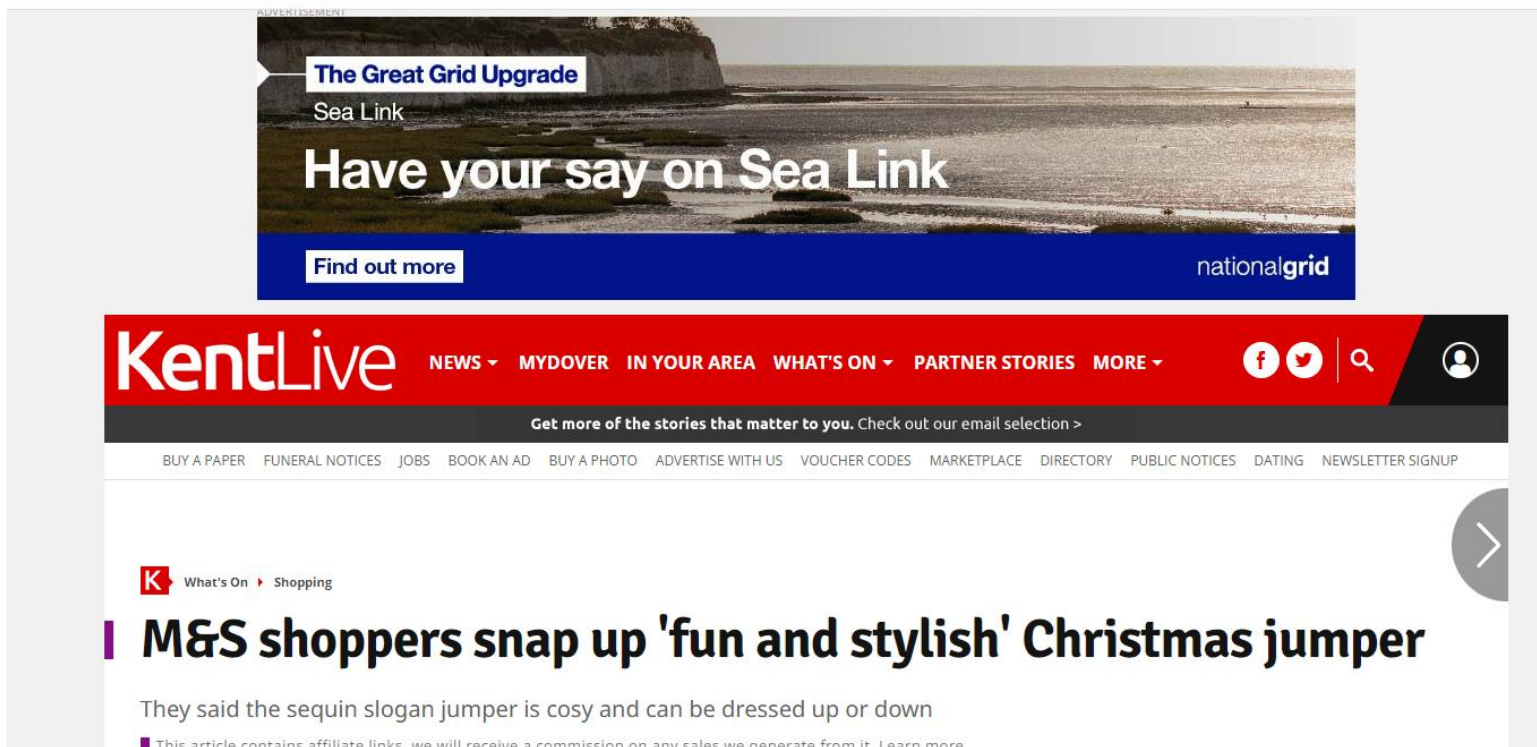 ADVERTISEMENT
The Great Grid Upgrade
Sea Link
Have your say on Sea Link
Find out more
nationalgrid
KentLive
NEWS MYDOVER IN YOUR AREA WHAT'S ON PARTNER STORIES MORE
Get more of the stories that matter to you. Check out our email selection >
BUY A PAPER FUNERAL NOTICES JOBS BOOK AN AD BUY A PHOTO ADVERTISE WITH US VOUCHER CODES MARKETPLACE DIRECTORY PUBLIC NOTICES DATING NEWSLETTER SIGNUP
K What's On Shopping
M&S shoppers snap up 'fun and stylish' Christmas jumper
They said the sequin slogan jumper is cosy and can be dressed up or down
This article contains affiliate links, we will receive a commission on any sales we generate from it. Learn more